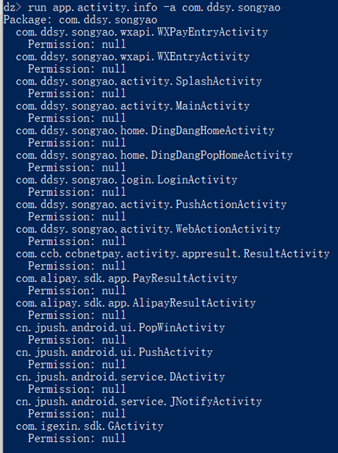 dz> run app.activity.info -a com.ddsy.songyao
Package: com.ddsy.songyao
com.ddsy.songyao.wxapi.WXPayEntryActivity
Permission: null
com.ddsy.songyao.wxapi.WXEntryActivity
Permission: null
com.ddsy.songyao.activity.SplashActivity
Permission: null
com.ddsy.songyao.activity.MainActivity
Permission: null
com.ddsy.songyao.home.DingDangHomeActivity
Permission: null
com.ddsy.songyao.home.DingDangPopHomeActivity
Permission: null
com.ddsy.songyao.login.LoginActivity
Permission: null
com.ddsy.songyao.activity.PushActionActivity
Permission: null
com.ddsy.songyao.activity.WebActionActivity
Permission: null
com.ccb.ccbnetpay.activity.appresult.ResultActivity
Permission: null
com.alipay.sdk.app.PayResultActivity
Permission: null
com.alipay.sdk.app.AlipayResultActivity
Permission: null
cn.jpush.android.ui.PopWinActivity
Permission: null
cn.jpush.android.ui.PushActivity
Permission: null
cn.jpush.android.service.DActivity
Permission: null
cn.jpush.android.service.JNotifyActivity
Permission: null
com.igexin.sdk.GActivity
Permission: null